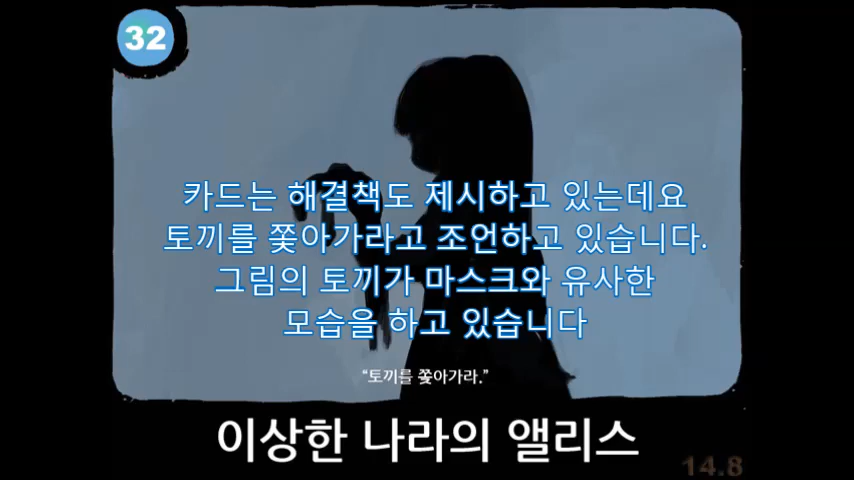 32
카드는 해결책도 제시하고 있는데요
토끼를 쫓아가라고 조언하고 있습니다.
그림의 토끼가 마스크와 유사한
모습을 하고 있습니다
“토끼를 쫓아가라.”
이상한 나라의 앨리스
14.8